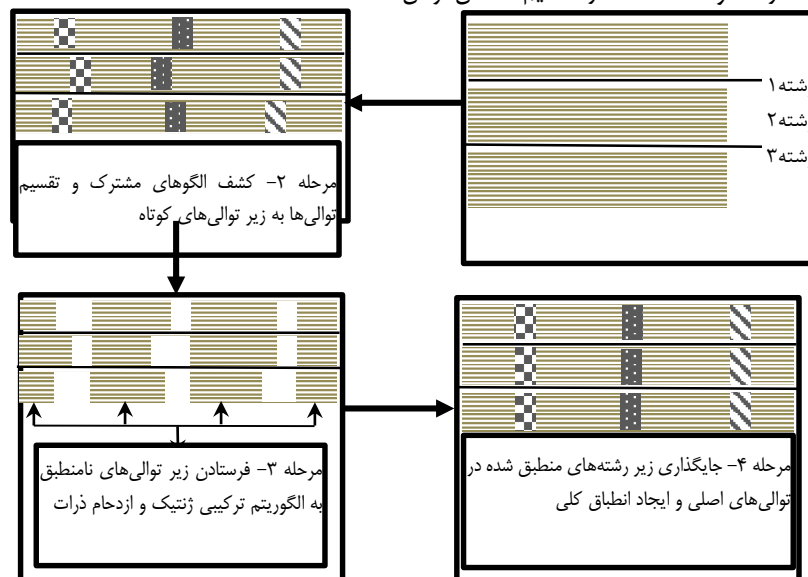 شته۱
شته۲
شته۳
مرحله ۲- کشف الگوهای مشترک و تقسیم
توالی‌ها به زیر توالی‌های کوتاه
مرحله ۳- فرستادن زیر توالی‌های نامنطبق
به الگوریتم ترکیبی ژنتیک و ازدحام ذرات
مرحله ۴- جایگذاری زیر رشته‌های منطبق شده در
توالی‌های اصلی و ایجاد انطباق کلی